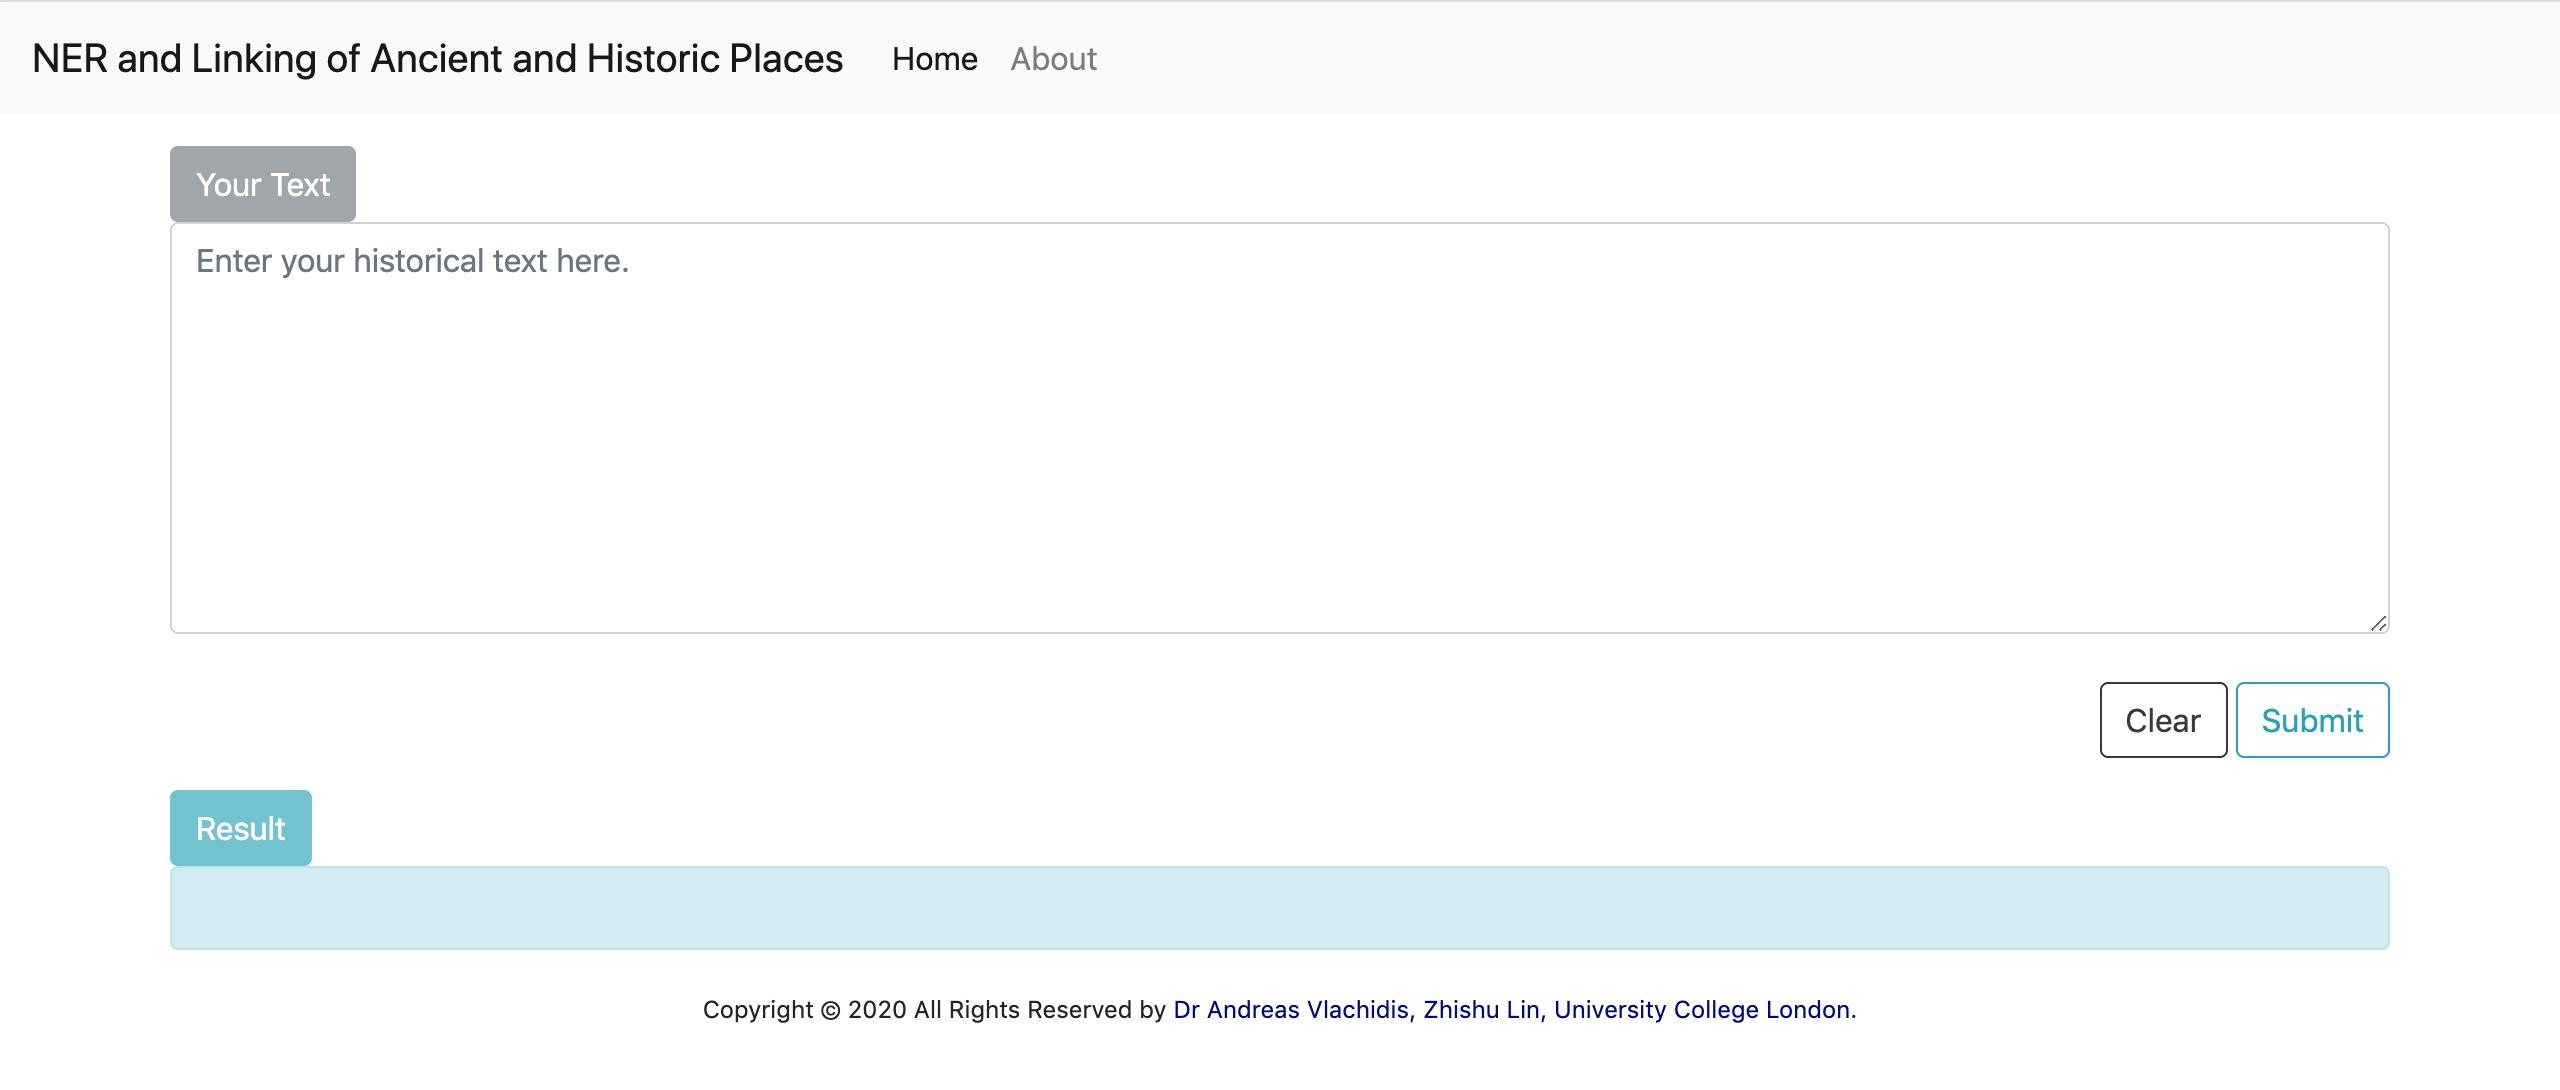 NER and Linking of Ancient and Historic Places Home About
Your Text
Enter your historical text here.
Clear Submit
Result
Copyright © 2020 All Rights Reserved by Dr Andreas Vlachidis, Zhishu Lin, University College London.